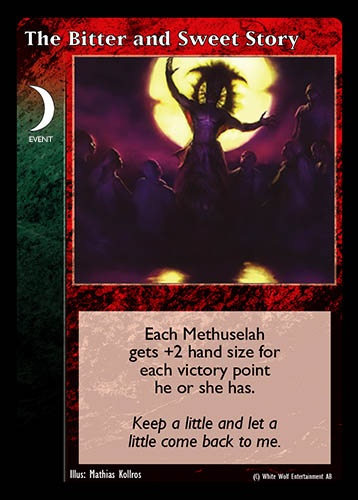 The Bitter and Sweet Story
EVENT
Each Methuselah
gets +2 hand size for
each victory point
he or she has.
Keep a little and let a
little come back to me.
Illus: Mathias Kollros
(C) White Wolf Entertainment AB